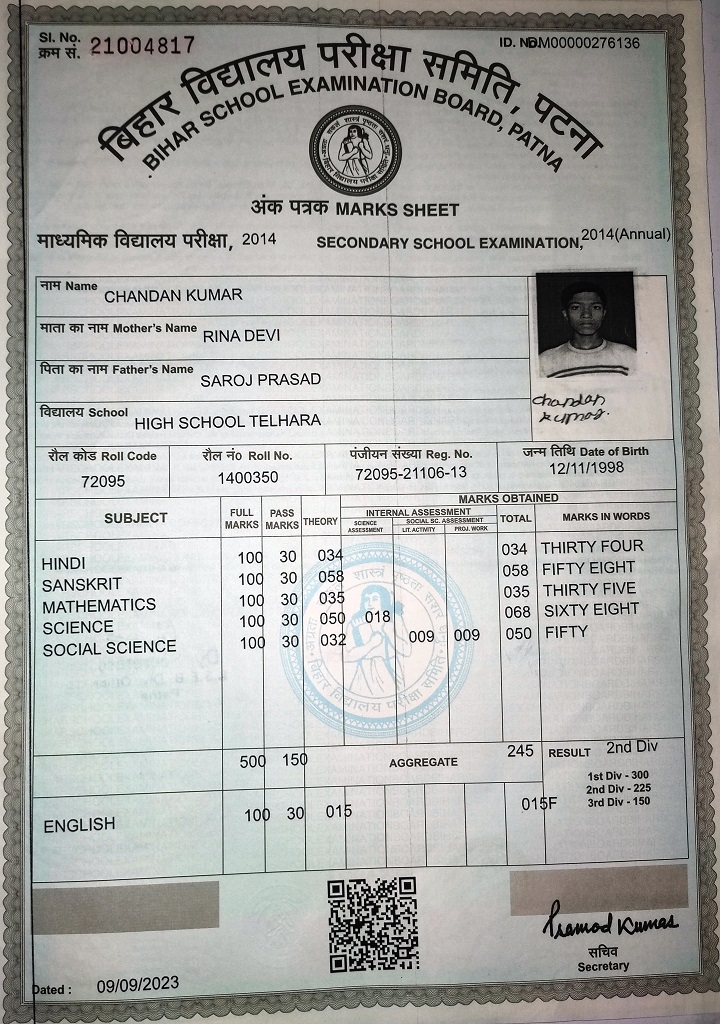 Sl. No.
क्रम सं. 21004817
ID. NO. BM00000276136
बिहार विद्यालय परीक्षा समिति, पटना
BIHAR SCHOOL EXAMINATION BOARD, PATNA
अंक पत्रक MARKS SHEET
माध्यमिक विद्यालय परीक्षा, 2014 SECONDARY SCHOOL EXAMINATION, 2014(Annual)
नाम Name CHANDAN KUMAR
माता का नाम Mother's Name RINA DEVI
पिता का नाम Father's Name SAROJ PRASAD
Chandan
Kumar.
विद्यालय School HIGH SCHOOL TELHARA
रौल कोड Roll Code रौल नं० Roll No. पंजीयन संख्या Reg. No. जन्म तिथि Date of Birth
72095 1400350 72095-21106-13 12/11/1998
SUBJECT FULL MARKS PASS MARKS THEORY MARKS OBTAINED
INTERNAL ASSESSMENT TOTAL MARKS IN WORDS
SCIENCE ASSESSMENT SOCIAL SC. ASSESSMENT
LIT. ACTIVITY PROJ. WORK
HINDI 100 30 034 034 THIRTY FOUR
SANSKRIT 100 30 058 058 FIFTY EIGHT
MATHEMATICS 100 30 035 035 THIRTY FIVE
SCIENCE 100 30 050 018 068 SIXTY EIGHT
SOCIAL SCIENCE 100 30 032 009 009 050 FIFTY
बिहार विद्यालय परीक्षा समिति
500 150 AGGREGATE 245 RESULT 2nd Div
1st Div - 300
2nd Div - 225
3rd Div - 150
ENGLISH 100 30 015 015F
Pramod Kumar
सचिव
Secretary
Dated : 09/09/2023